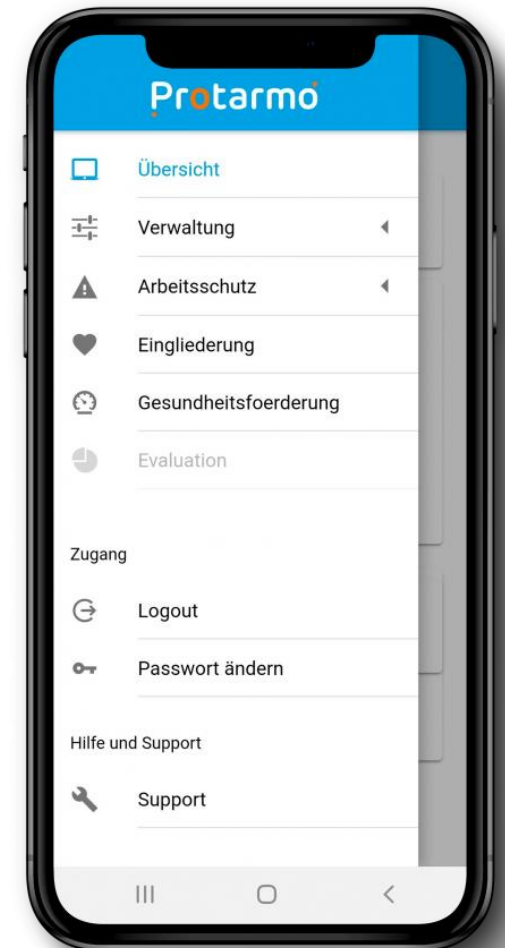 Protarmo
Übersicht
Verwaltung
Arbeitsschutz
Eingliederung
Gesundheitsfoerderung
Evaluation
Zugang
Logout
Passwort ändern
Hilfe und Support
Support